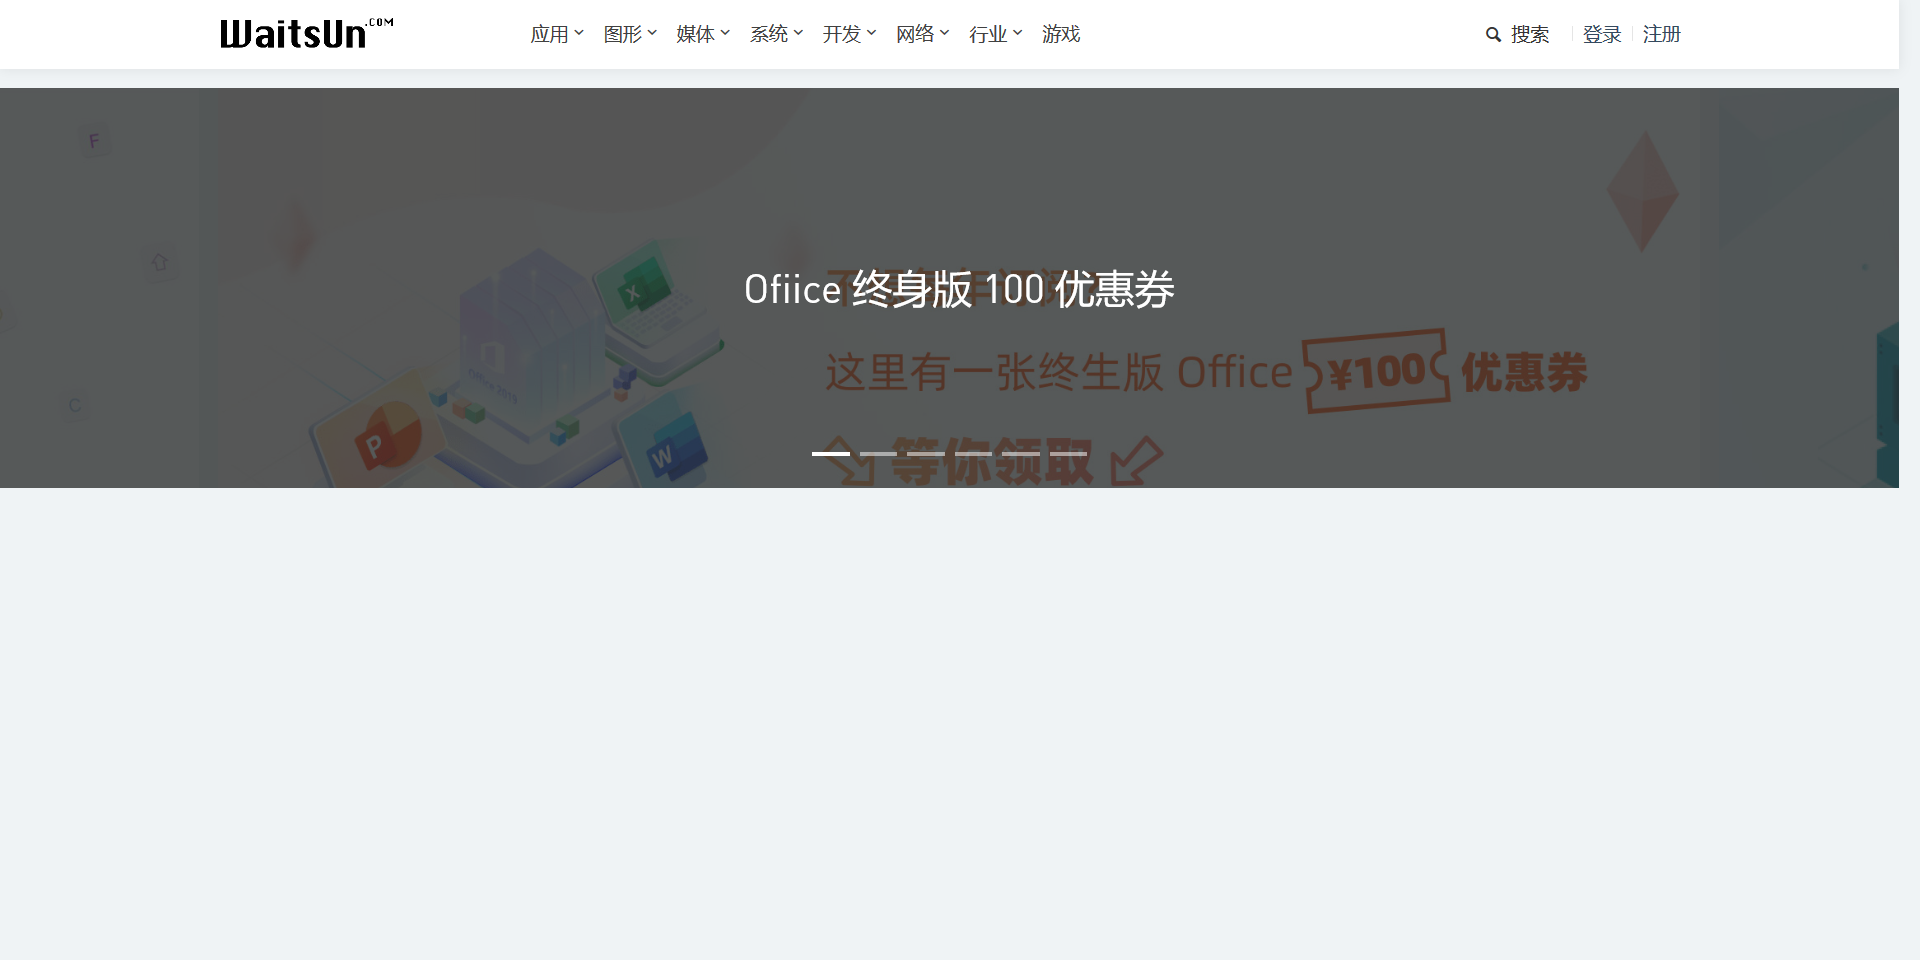 WaitsUn.COM
应用 图形 媒体 系统 开发 网络 行业 游戏 搜索 登录 注册
F
Ofiice 终身版 100 优惠券
X
这里有一张终生版 Office ¥100 优惠券
Office 2019
C
P
W
等你领取